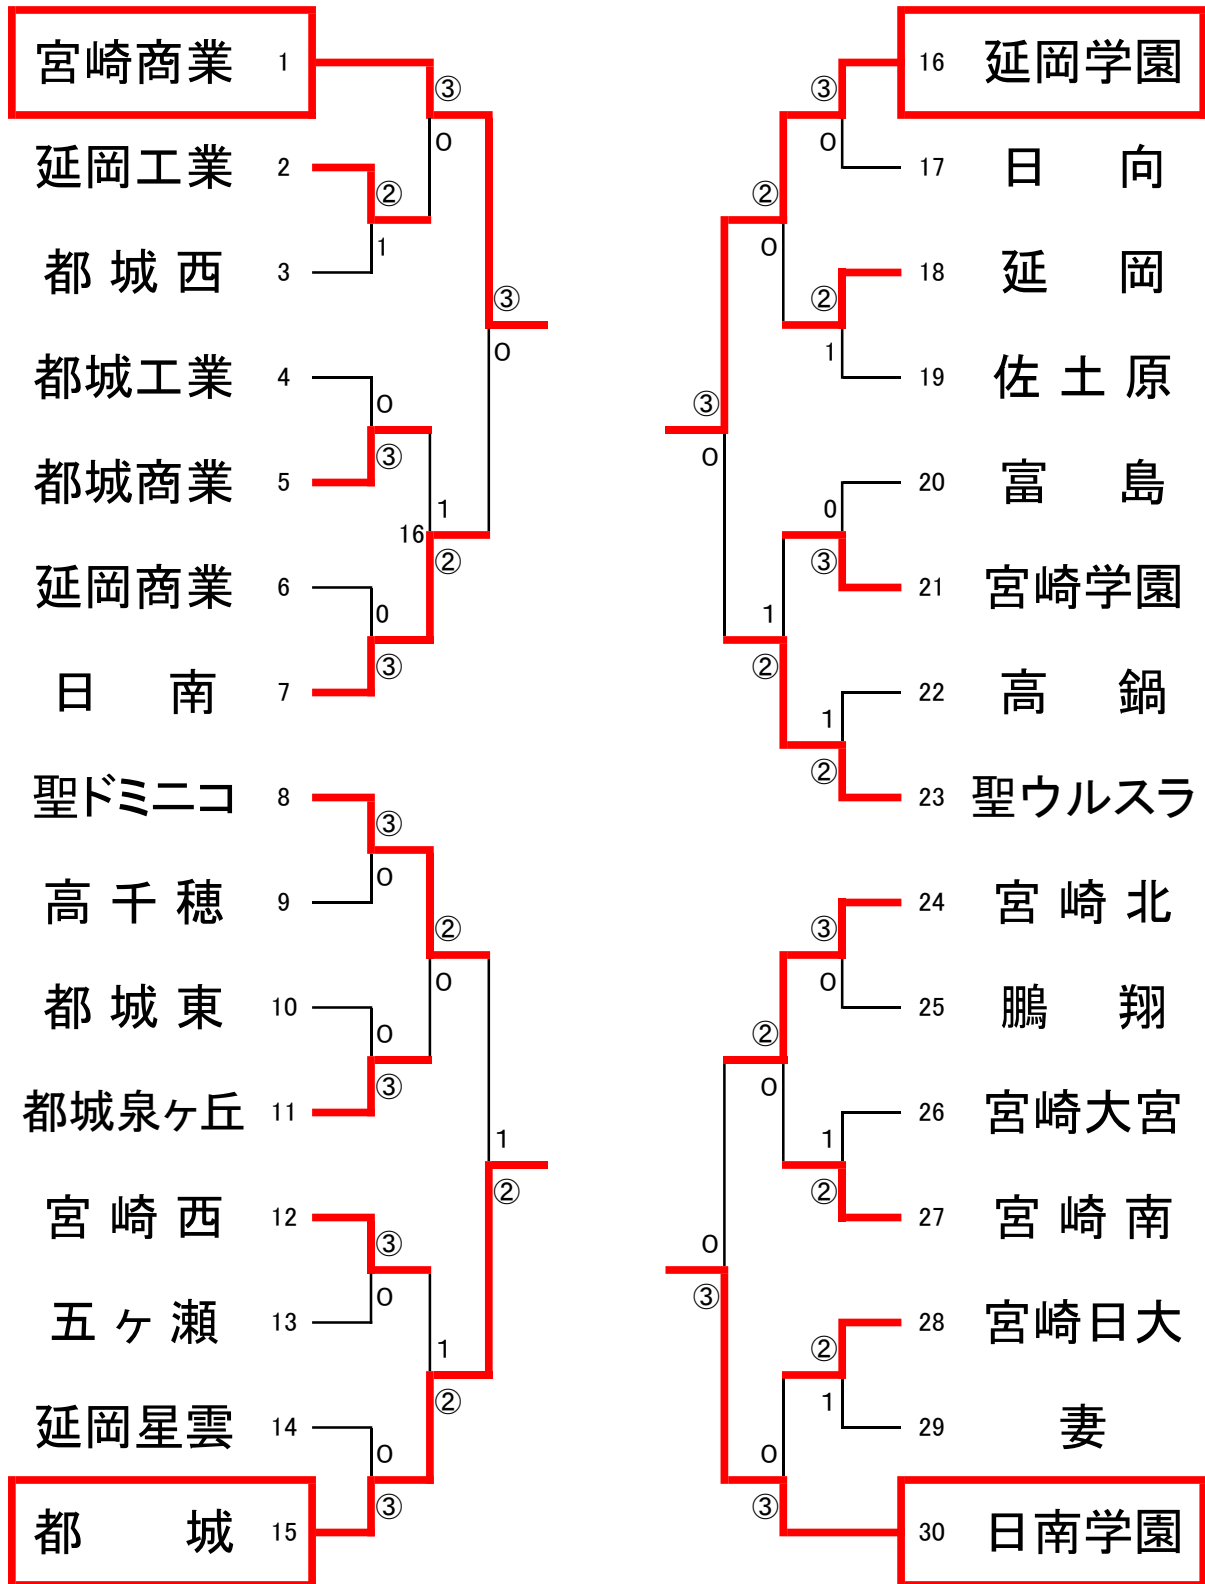 宮崎商業 1
③
0
延岡工業 2
②
1
都城西 3
③
0
都城工業 4
0
③
都城商業 5
1
16
②
延岡商業 6
0
③
日南 7
聖ドミニコ 8
③
0
高千穂 9
②
0
都城東 10
0
③
都城泉ヶ丘 11
1
②
宮崎西 12
③
0
五ヶ瀬 13
1
②
延岡星雲 14
0
③
都城 15
16 延岡学園
③
0
17 日向
②
0
18 延岡
②
1
19 佐土原
③
0
20 富島
0
③
21 宮崎学園
1
②
22 高鍋
1
②
23 聖ウルスラ
24 宮崎北
③
0
25 鵬翔
②
0
26 宮崎大宮
1
②
27 宮崎南
0
③
28 宮崎日大
②
1
29 妻
0
③
30 日南学園